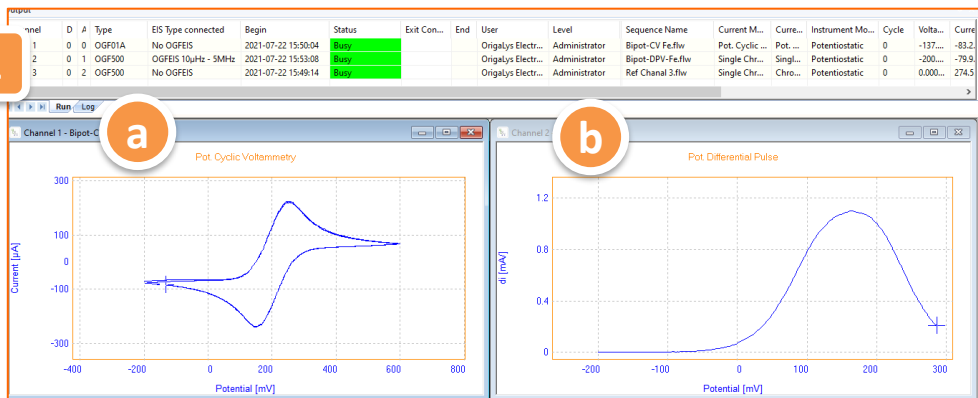 nnel D A Type EIS Type connected Begin Status Exit Con... End User Level Sequence Name Current M... Curre... Instrument Mo... Cycle Volta... Curre
1 0 0 OGF01A No OGFEIS 2021-07-22 15:50:04 Busy OrigaLys Electr... Administrator Bipot-CV Fe.flw Pot. Cyclic ... Pot. ... Potentiostatic 0 -137.... -83.2.
2 0 1 OGF500 OGFEIS 10µHz - 5MHz 2021-07-22 15:53:08 Busy OrigaLys Electr... Administrator Bipot-DPV-Fe.flw Single Chr... Singl... Potentiostatic 0 -200.... -79.9.
3 0 2 OGF500 No OGFEIS 2021-07-22 15:49:14 Busy OrigaLys Electr... Administrator Ref Chanal 3.flw Single Chr... Chro... Potentiostatic 0 0.000... 274.5
Run Log
a
b
Channel 1 - Bipot-C
Channel 2
Pot. Cyclic Voltammetry
300
100
0
-100
-300
Current [µA]
-400 -200 0 200 400 600 800
Potential [mV]
Pot. Differential Pulse
1.2
0.8
0.4
0
di [mAV]
-200 -100 0 100 200 300
Potential [mV]